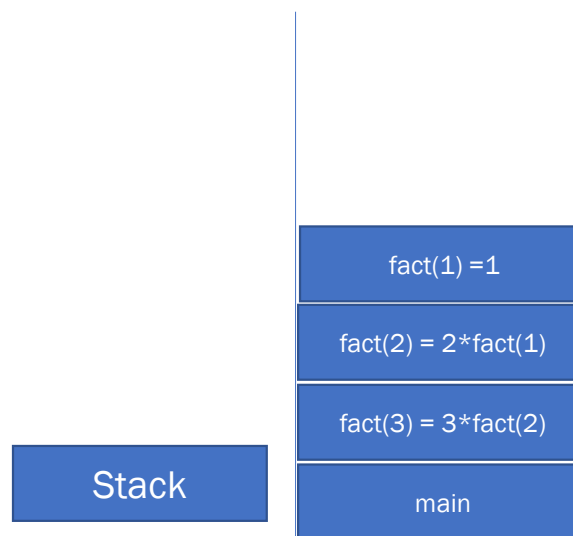 fact(1) =1
fact(2) = 2*fact(1)
fact(3) = 3*fact(2)
Stack
main